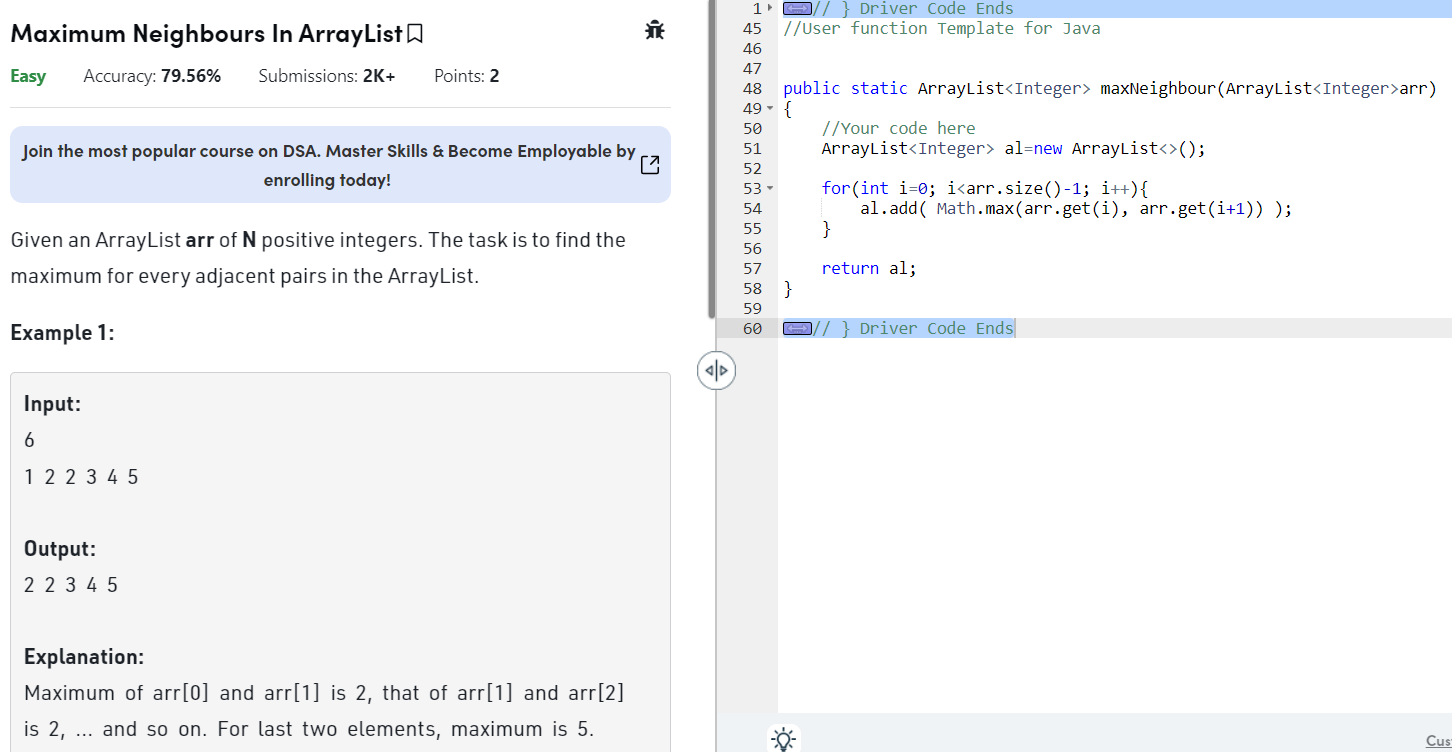 Maximum Neighbours In ArrayList
Easy Accuracy: 79.56% Submissions: 2K+ Points: 2
Join the most popular course on DSA. Master Skills & Become Employable by
enrolling today!
Given an ArrayList arr of N positive integers. The task is to find the
maximum for every adjacent pairs in the ArrayList.
Example 1:
Input:
6
1 2 2 3 4 5
Output:
2 2 3 4 5
Explanation:
Maximum of arr[0] and arr[1] is 2, that of arr[1] and arr[2]
is 2, ... and so on. For last two elements, maximum is 5.
1 // } Driver Code Ends
45 //User function Template for Java
46
47
48 public static ArrayList<Integer> maxNeighbour(ArrayList<Integer>arr)
49 {
50 //Your code here
51 ArrayList<Integer> al=new ArrayList<>();
52
53 for(int i=0; i<arr.size()-1; i++){
54 al.add( Math.max(arr.get(i), arr.get(i+1)) );
55 }
56
57 return al;
58 }
59
60 // } Driver Code Ends